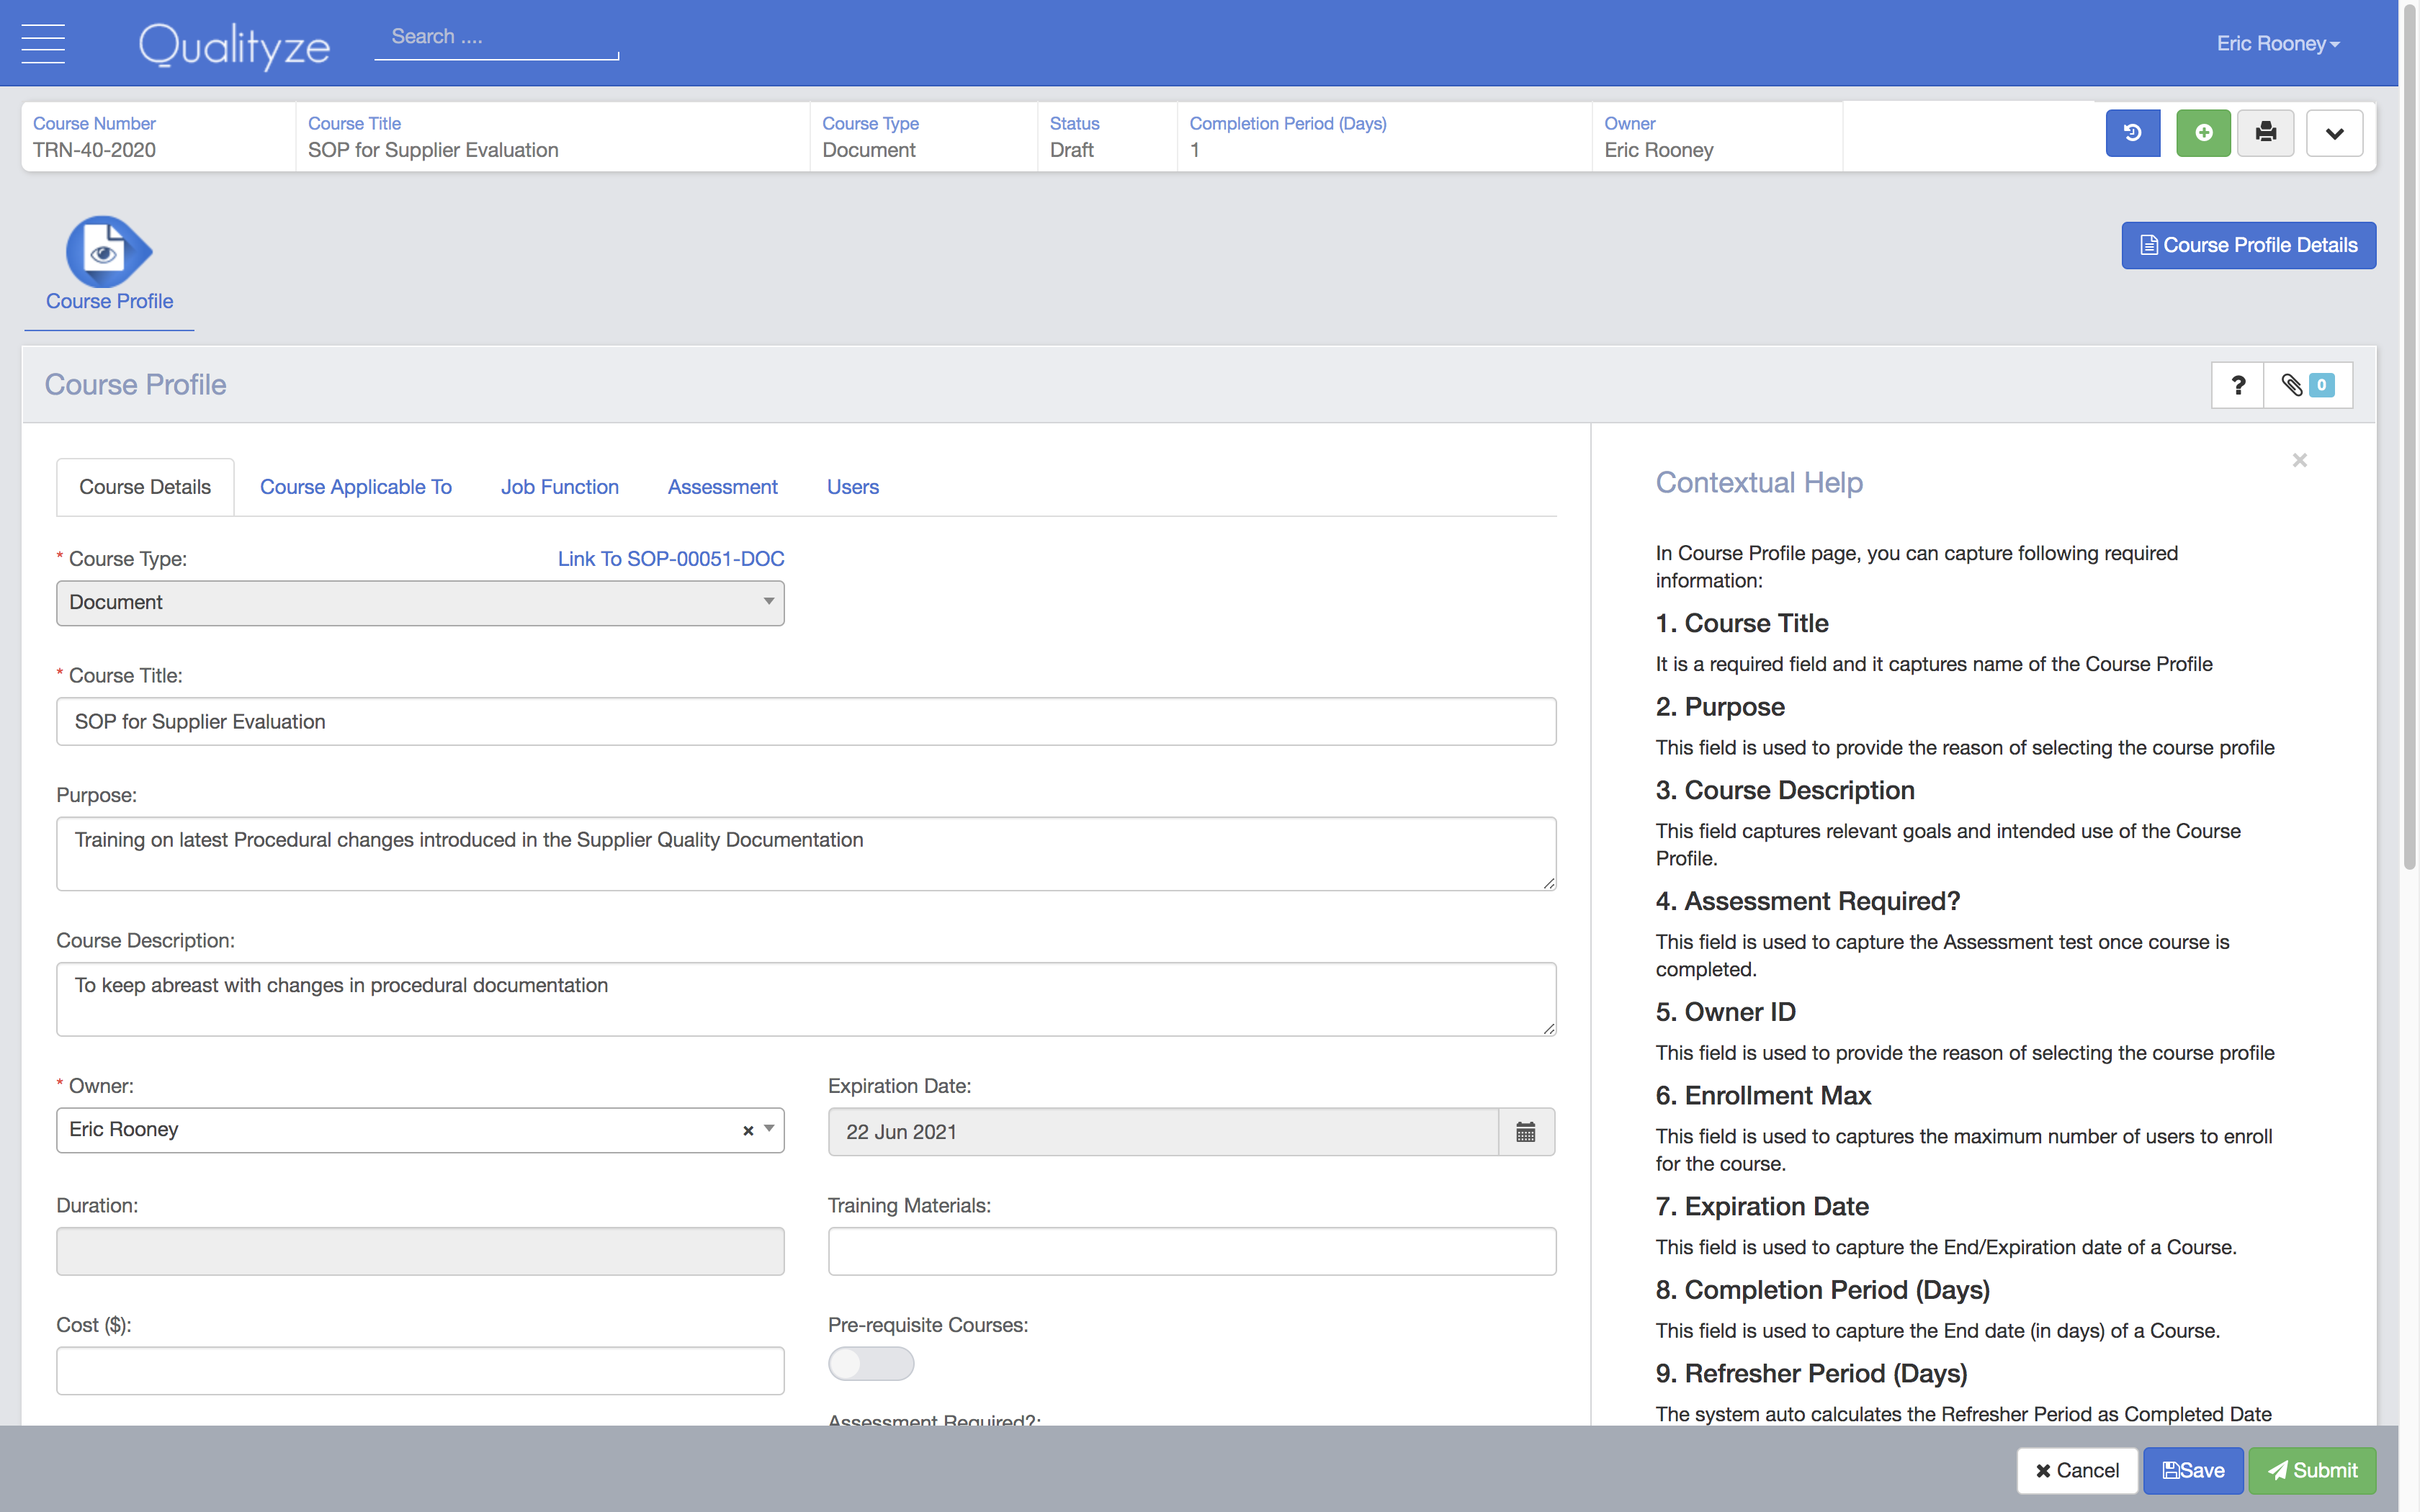 Qualityze
Search ....
Eric Rooney
Course Number
TRN-40-2020
Course Title
SOP for Supplier Evaluation
Course Type
Document
Status
Draft
Completion Period (Days)
1
Owner
Eric Rooney
Course Profile
Course Profile Details
Course Profile
?
0
Course Details
Course Applicable To
Job Function
Assessment
Users
* Course Type:
Link To SOP-00051-DOC
Document
* Course Title:
SOP for Supplier Evaluation
Purpose:
Training on latest Procedural changes introduced in the Supplier Quality Documentation
Course Description:
To keep abreast with changes in procedural documentation
* Owner:
Eric Rooney
Expiration Date:
22 Jun 2021
Duration:
Training Materials:
Cost ($):
Pre-requisite Courses:
Assessment Required?:
Contextual Help
In Course Profile page, you can capture following required
information:
1. Course Title
It is a required field and it captures name of the Course Profile
2. Purpose
This field is used to provide the reason of selecting the course profile
3. Course Description
This field captures relevant goals and intended use of the Course
Profile.
4. Assessment Required?
This field is used to capture the Assessment test once course is
completed.
5. Owner ID
This field is used to provide the reason of selecting the course profile
6. Enrollment Max
This field is used to captures the maximum number of users to enroll
for the course.
7. Expiration Date
This field is used to capture the End/Expiration date of a Course.
8. Completion Period (Days)
This field is used to capture the End date (in days) of a Course.
9. Refresher Period (Days)
The system auto calculates the Refresher Period as Completed Date
Cancel
Save
Submit